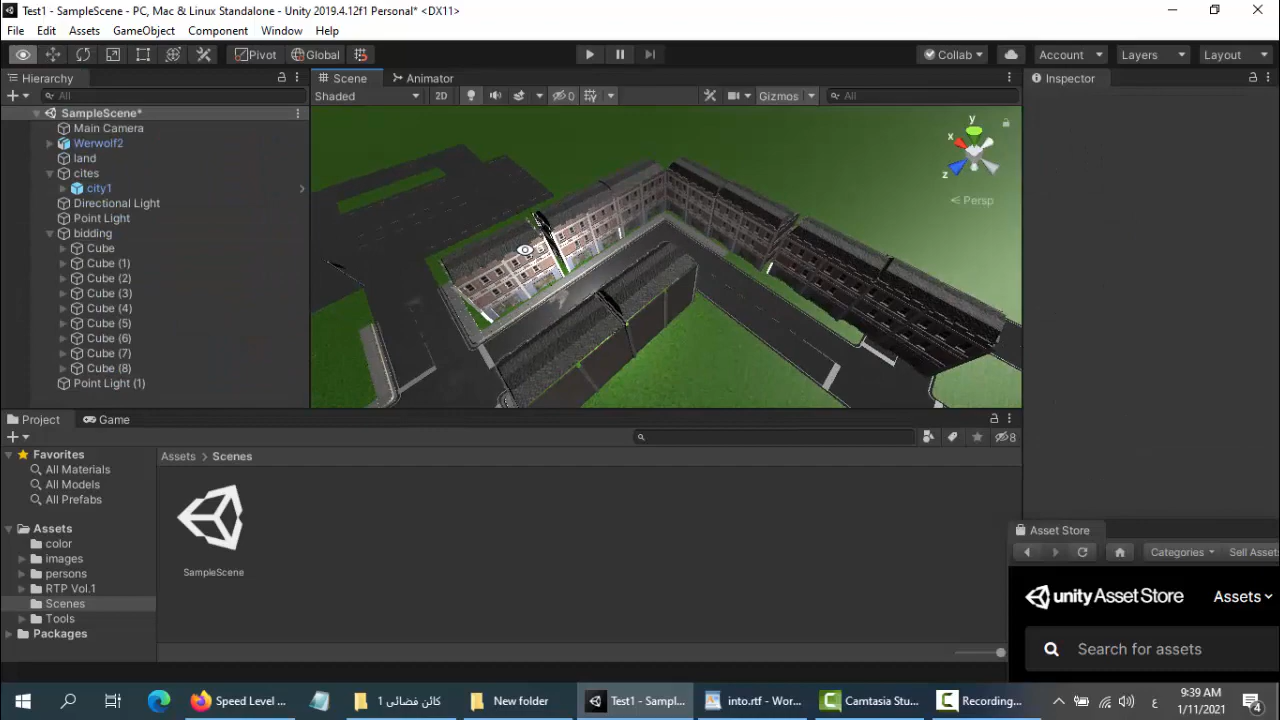 Test1 - SampleScene - PC, Mac & Linux Standalone - Unity 2019.4.12f1 Personal* <DX11>
File Edit Assets GameObject Component Window Help
Pivot Global Collab Account Layers Layout
Hierarchy Scene Animator Inspector
All Shaded 2D 0 Gizmos All
SampleScene*
Main Camera
Werwolf2
land
cites
city1
Directional Light
Point Light
bidding
Cube
Cube (1)
Cube (2)
Cube (3)
Cube (4)
Cube (5)
Cube (6)
Cube (7)
Cube (8)
Point Light (1)
y
x
z
Persp
Project Game
8
Favorites
All Materials
All Models
All Prefabs
Assets
color
images
persons
RTP Vol.1
Scenes
Tools
Packages
Assets > Scenes
SampleScene
Asset Store
Categories Sell Asset
unity Asset Store Assets
Search for assets
Speed Level ...
كائن فضائى 1
New folder
Test1 - Sampl...
into.rtf - Wor...
Camtasia Stu...
Recording...
ع
9:39 AM
1/11/2021
4